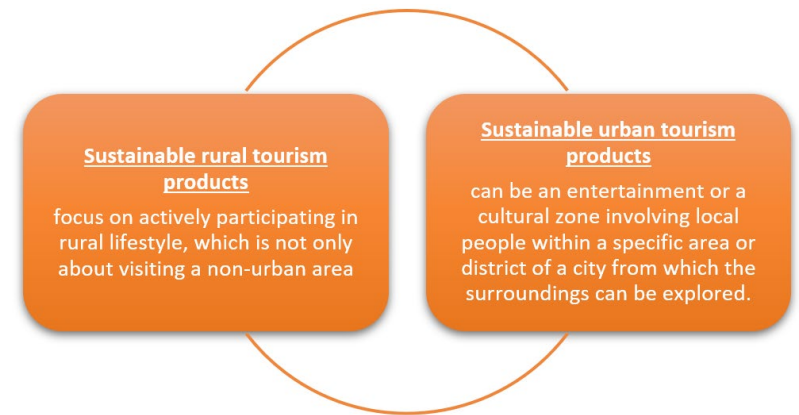 Sustainable rural tourism
products
focus on actively participating in
rural lifestyle, which is not only
about visiting a non-urban area
Sustainable urban tourism
products
can be an entertainment or a
cultural zone involving local
people within a specific area or
district of a city from which the
surroundings can be explored.